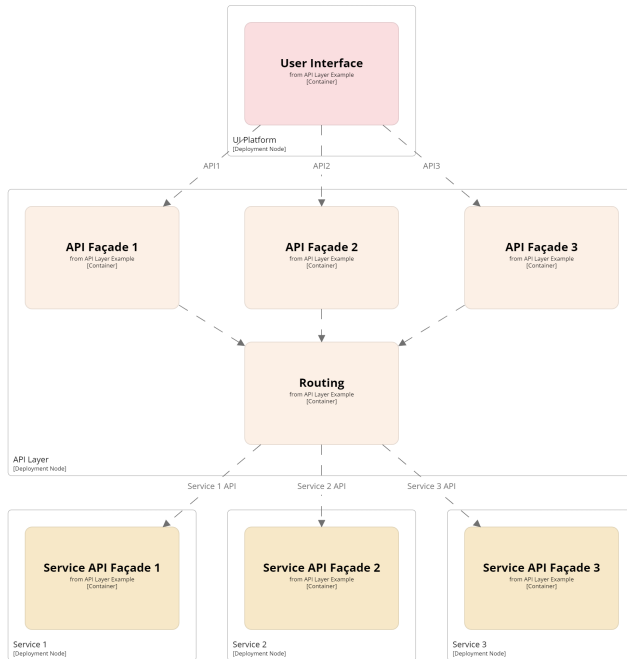 User Interface
from API Layer Example
[Container]
UI Platform
[Deployment Node]
API1
API2
API3
API Façade 1
from API Layer Example
[Container]
API Façade 2
from API Layer Example
[Container]
API Façade 3
from API Layer Example
[Container]
Routing
from API Layer Example
[Container]
API Layer
[Deployment Node]
Service 1 API
Service 2 API
Service 3 API
Service API Façade 1
from API Layer Example
[Container]
Service API Façade 2
from API Layer Example
[Container]
Service API Façade 3
from API Layer Example
[Container]
Service 1
[Deployment Node]
Service 2
[Deployment Node]
Service 3
[Deployment Node]